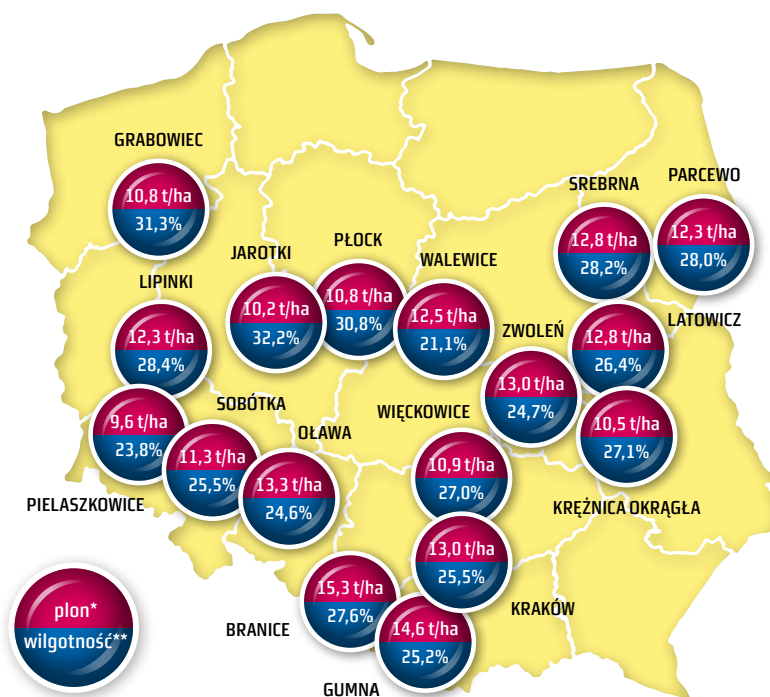 GRABOWIEC
10,8 t/ha
31,3%
SREBRNA
12,8 t/ha
28,2%
PARCEWO
12,3 t/ha
28,0%
JAROTKI
10,2 t/ha
32,2%
PŁOCK
10,8 t/ha
30,8%
WALEWICE
12,5 t/ha
21,1%
LIPINKI
12,3 t/ha
28,4%
ZWOLEŃ
13,0 t/ha
24,7%
LATOWICZ
12,8 t/ha
26,4%
9,6 t/ha
23,8%
PIELASZKOWICE
SOBÓTKA
11,3 t/ha
25,5%
OŁAWA
13,3 t/ha
24,6%
WIĘCKOWICE
10,9 t/ha
27,0%
10,5 t/ha
27,1%
KRĘŻNICA OKRĄGŁA
13,0 t/ha
25,5%
KRAKÓW
15,3 t/ha
27,6%
BRANICE
14,6 t/ha
25,2%
GUMNA
plon*
wilgotność**